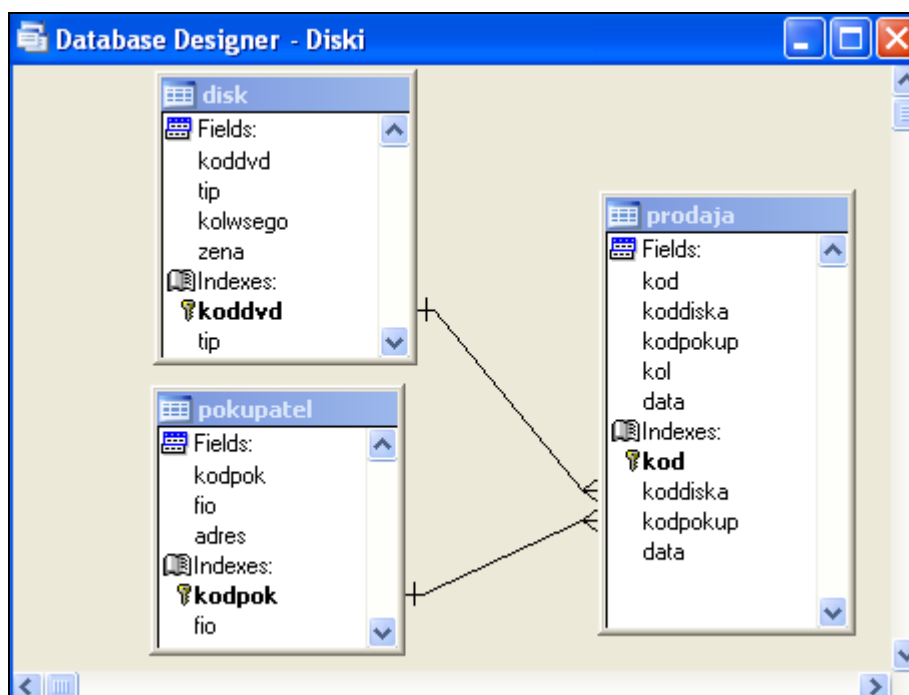 Database Designer - Diski
disk
Fields:
koddvd
tip
kolwsego
zena
Indexes:
koddvd
tip
pokupatel
Fields:
kodpok
fio
adres
Indexes:
kodpok
fio
prodaja
Fields:
kod
koddiska
kodpokup
kol
data
Indexes:
kod
koddiska
kodpokup
data